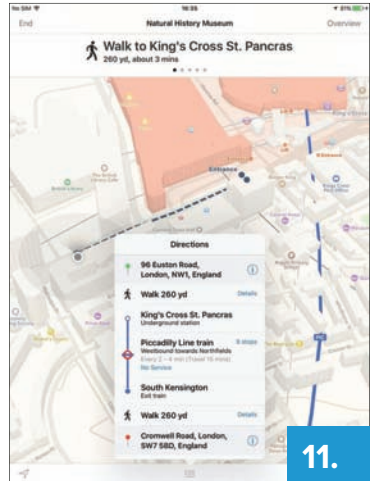 No SIM
16:35
81%
Natural History Museum
End
Overview
Walk to King's Cross St. Pancras
260 yd, about 3 mins
Entrance
Entrance
Directions
96 Euston Road,
London, NW1, England
Walk 260 yd
Details
King's Cross St. Pancras
Underground station
Piccadilly Line train
6 stops
Westbound towards Northfields
Every 2 – 4 min (Travel 15 mins)
No Service
South Kensington
Exit train
Walk 260 yd
Details
Cromwell Road, London,
SW7 5BD, England
11.